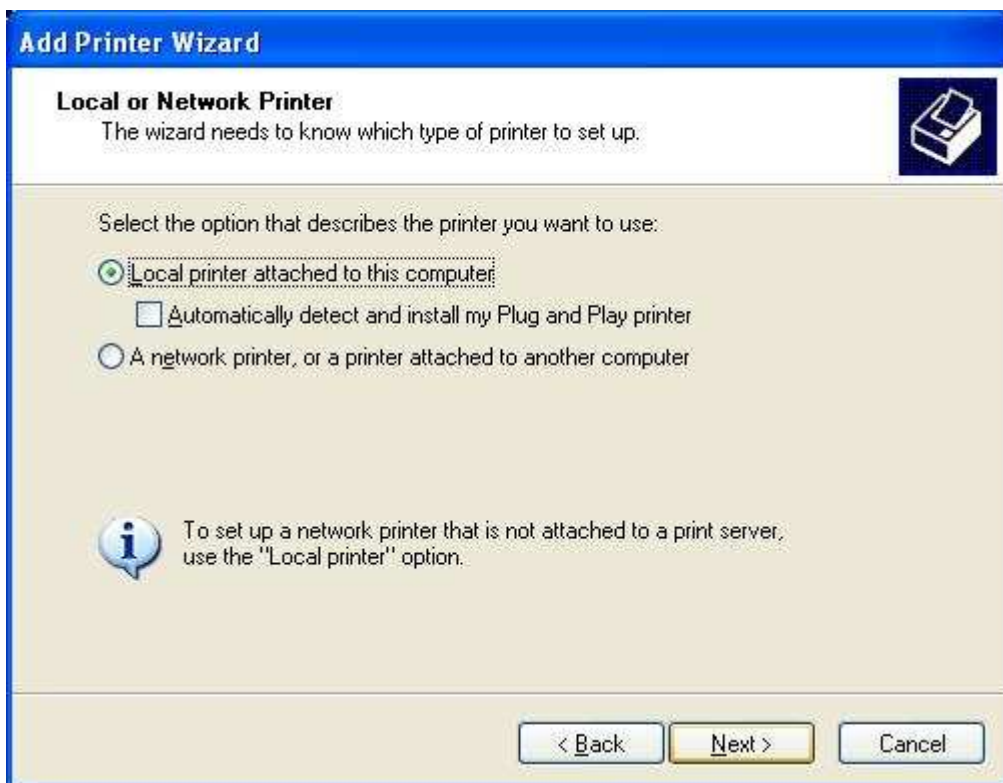 Add Printer Wizard
Local or Network Printer
The wizard needs to know which type of printer to set up.
Select the option that describes the printer you want to use:
Local printer attached to this computer
Automatically detect and install my Plug and Play printer
A network printer, or a printer attached to another computer
To set up a network printer that is not attached to a print server,
use the "Local printer" option.
< Back Next > Cancel